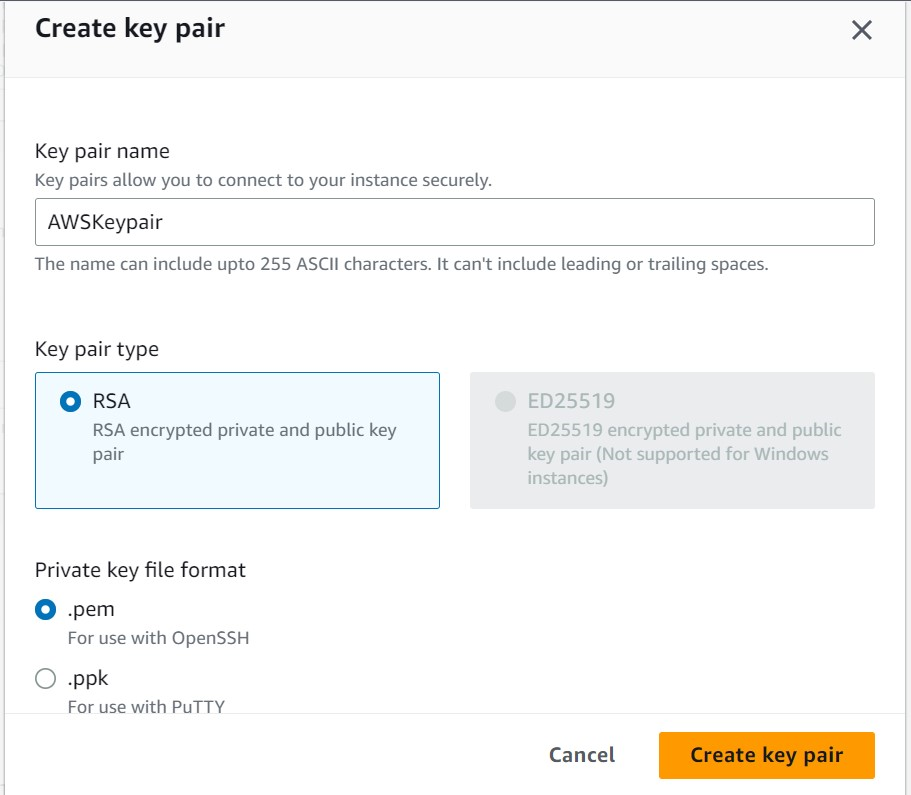 Create key pair
Key pair name
Key pairs allow you to connect to your instance securely.
AWSKeypair
The name can include upto 255 ASCII characters. It can't include leading or trailing spaces.
Key pair type
RSA
RSA encrypted private and public key
pair
ED25519
ED25519 encrypted private and public
key pair (Not supported for Windows
instances)
Private key file format
.pem
For use with OpenSSH
.ppk
For use with PuTTY
Cancel
Create key pair